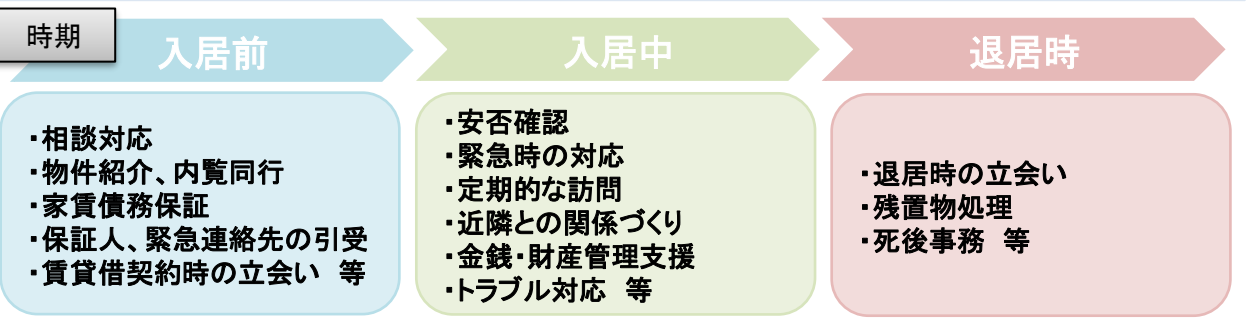 時期
入居前
・相談対応
・物件紹介、内覧同行
・家賃債務保証
・保証人、緊急連絡先の引受
・賃貸借契約時の立会い　等
入居中
・安否確認
・緊急時の対応
・定期的な訪問
・近隣との関係づくり
・金銭・財産管理支援
・トラブル対応　等
退居時
・退居時の立会い
・残置物処理
・死後事務　等